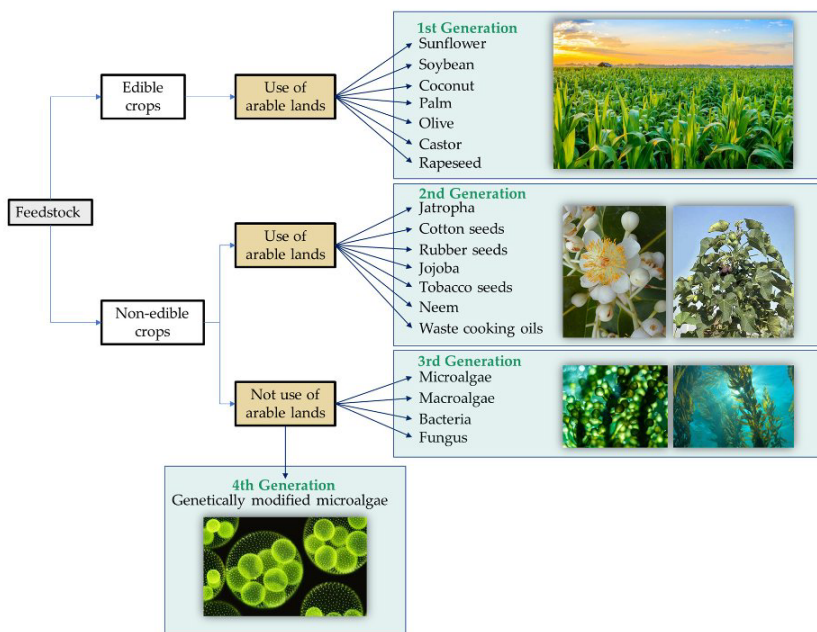 Feedstock
Edible
crops
Use of
arable lands
1st Generation
Sunflower
Soybean
Coconut
Palm
Olive
Castor
Rapeseed
Non-edible
crops
Use of
arable lands
2nd Generation
Jatropha
Cotton seeds
Rubber seeds
Jojoba
Tobacco seeds
Neem
Waste cooking oils
Not use of
arable lands
3rd Generation
Microalgae
Macroalgae
Bacteria
Fungus
4th Generation
Genetically modified microalgae